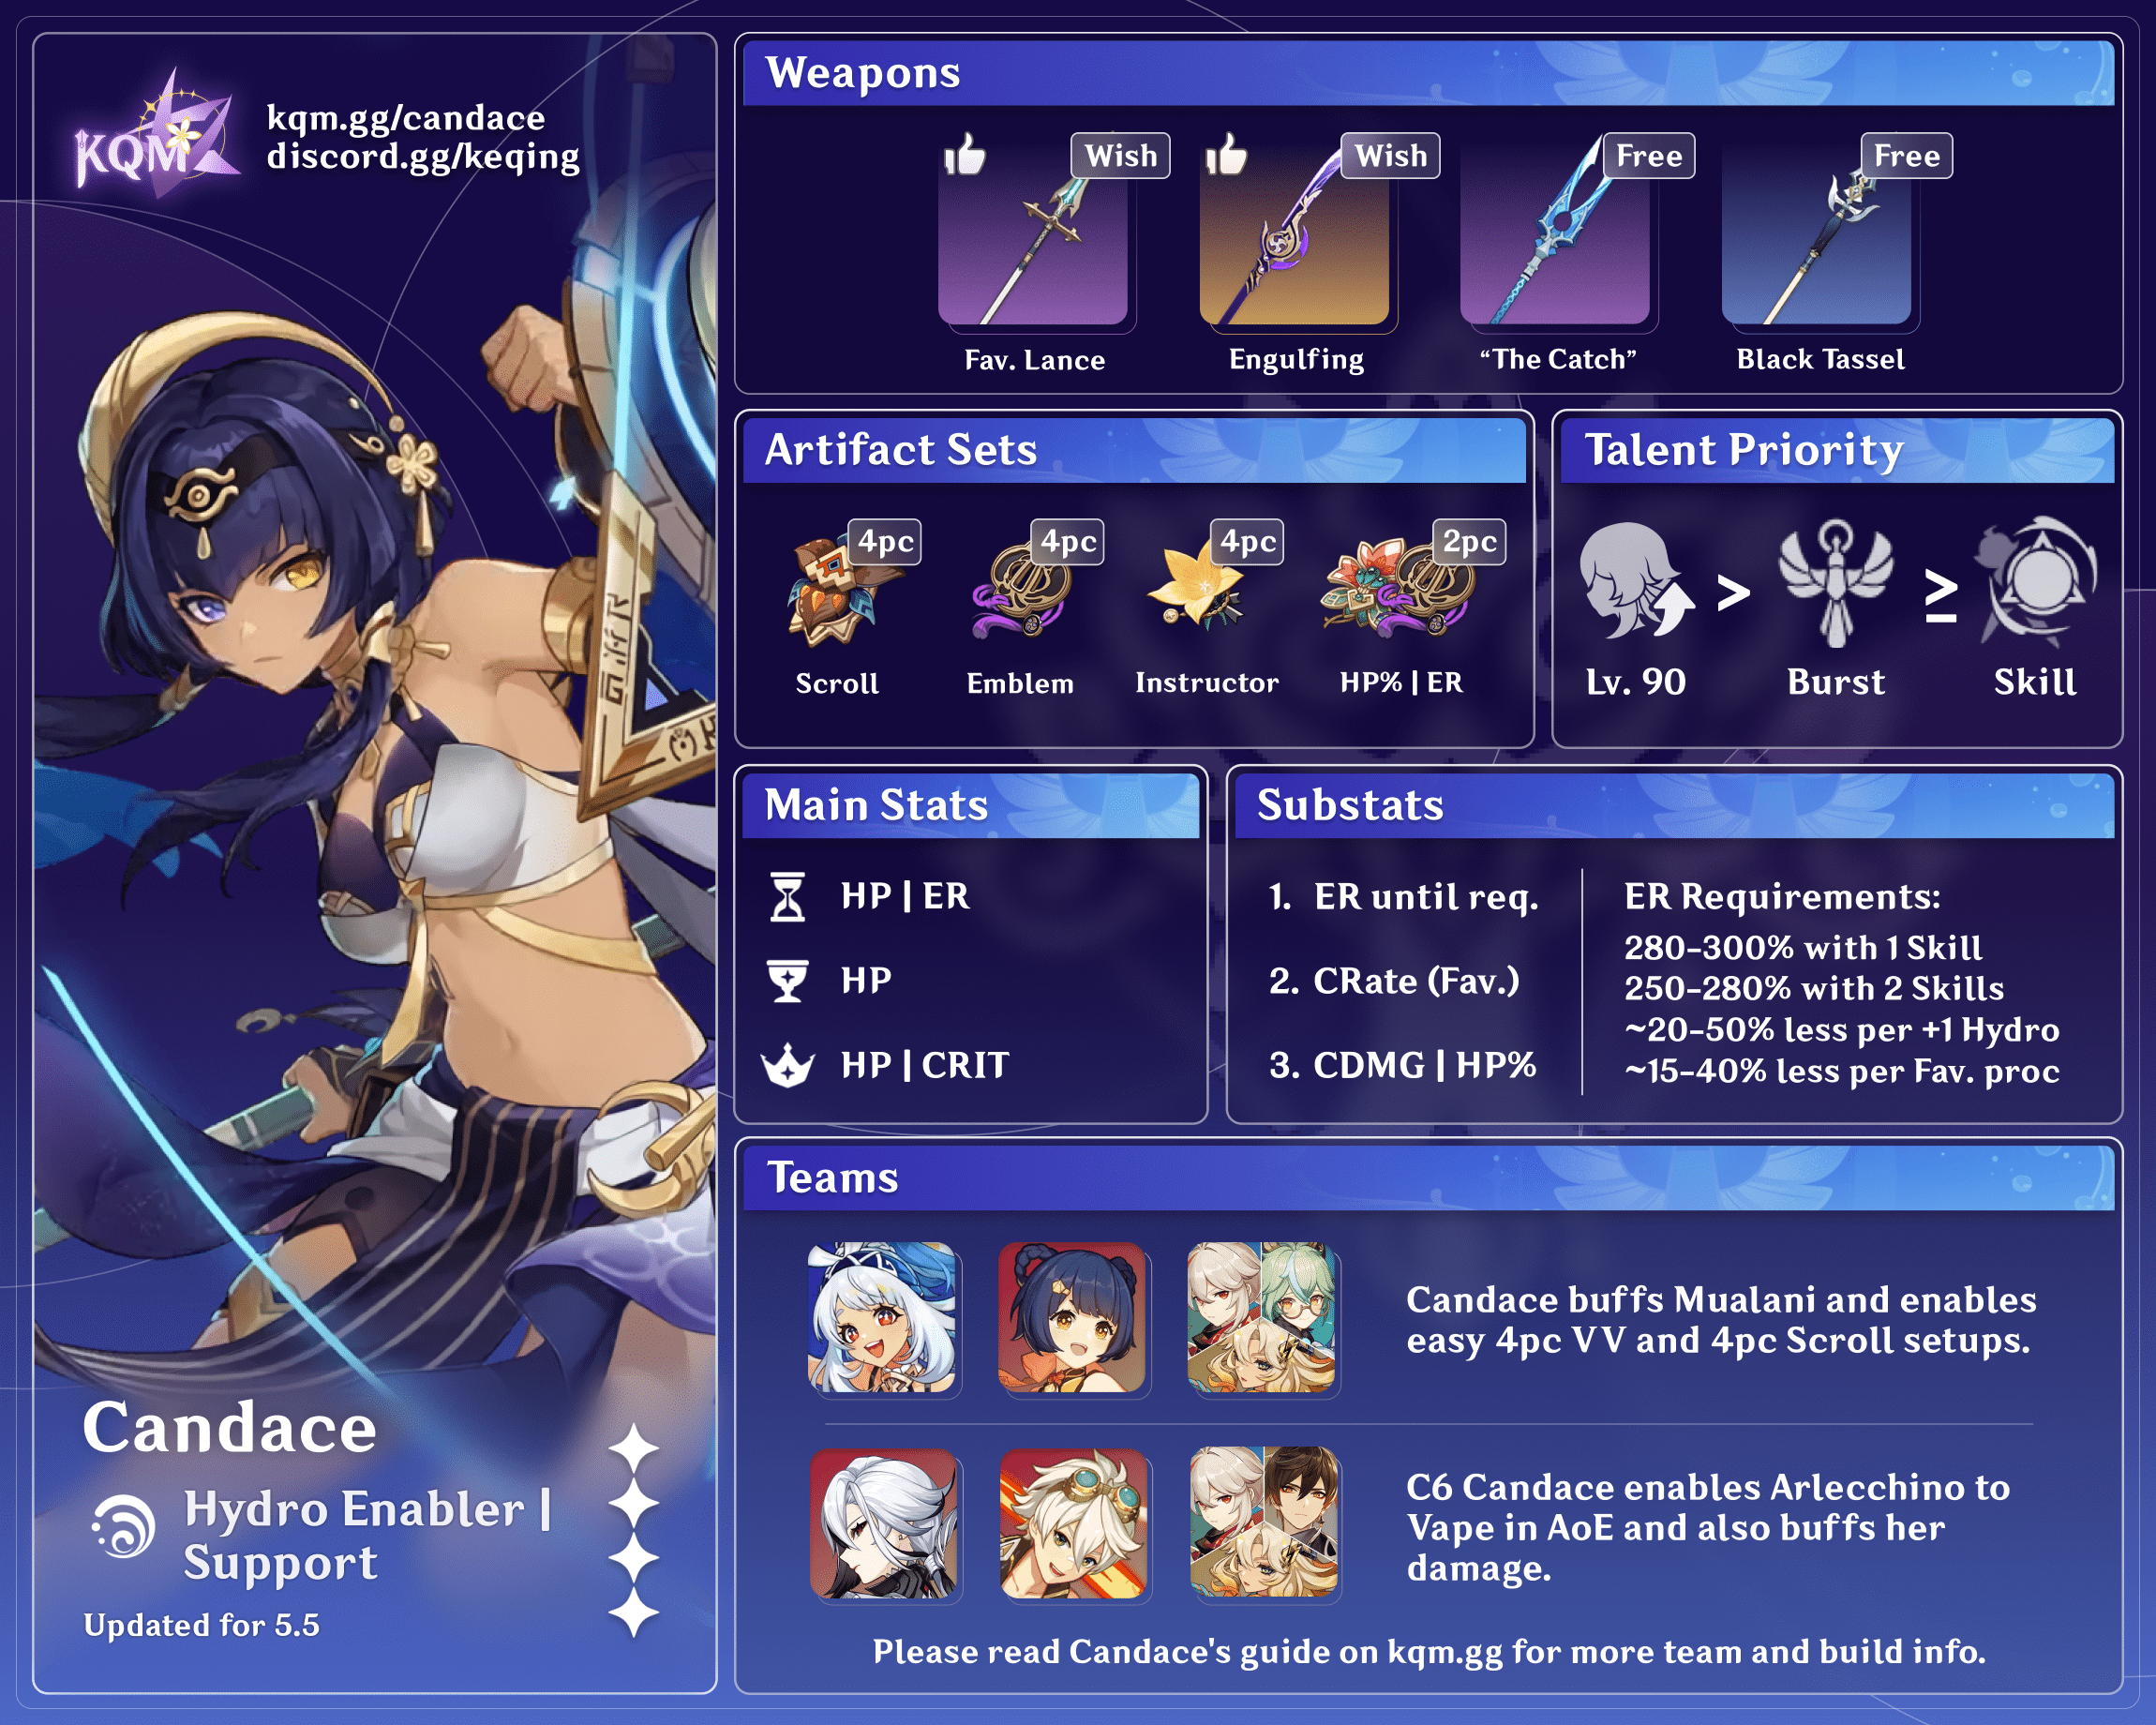 KQM
kqm.gg/candace
discord.gg/keqing
Candace
Hydro Enabler |
Support
Updated for 5.5
Weapons
Wish
Wish
Free
Free
Fav. Lance
Engulfing
“The Catch”
Black Tassel
Artifact Sets
4pc
4pc
4pc
2pc
Scroll
Emblem
Instructor
HP% | ER
Talent Priority
> ≥
Lv. 90
Burst
Skill
Main Stats
HP | ER
HP
HP | CRIT
Substats
1. ER until req.
2. CRate (Fav.)
3. CDMG | HP%
ER Requirements:
280-300% with 1 Skill
250-280% with 2 Skills
~20-50% less per +1 Hydro
~15-40% less per Fav. proc
Teams
Candace buffs Mualani and enables
easy 4pc VV and 4pc Scroll setups.
C6 Candace enables Arlecchino to
Vape in AoE and also buffs her
damage.
Please read Candace's guide on kqm.gg for more team and build info.